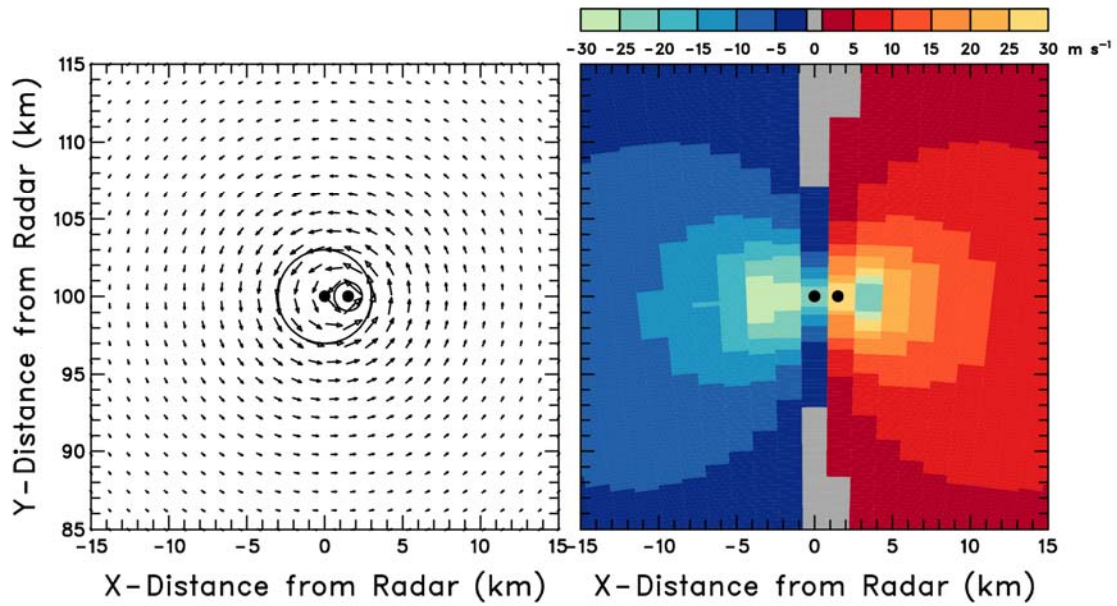 -30 -25 -20 -15 -10 -5 0 5 10 15 20 25 30 m s⁻¹
115
110
105
100
95
90
85
Y-Distance from Radar (km)
-15 -10 -5 0 5 10 15
-15 -10 -5 0 5 10 15
X-Distance from Radar (km)
X-Distance from Radar (km)